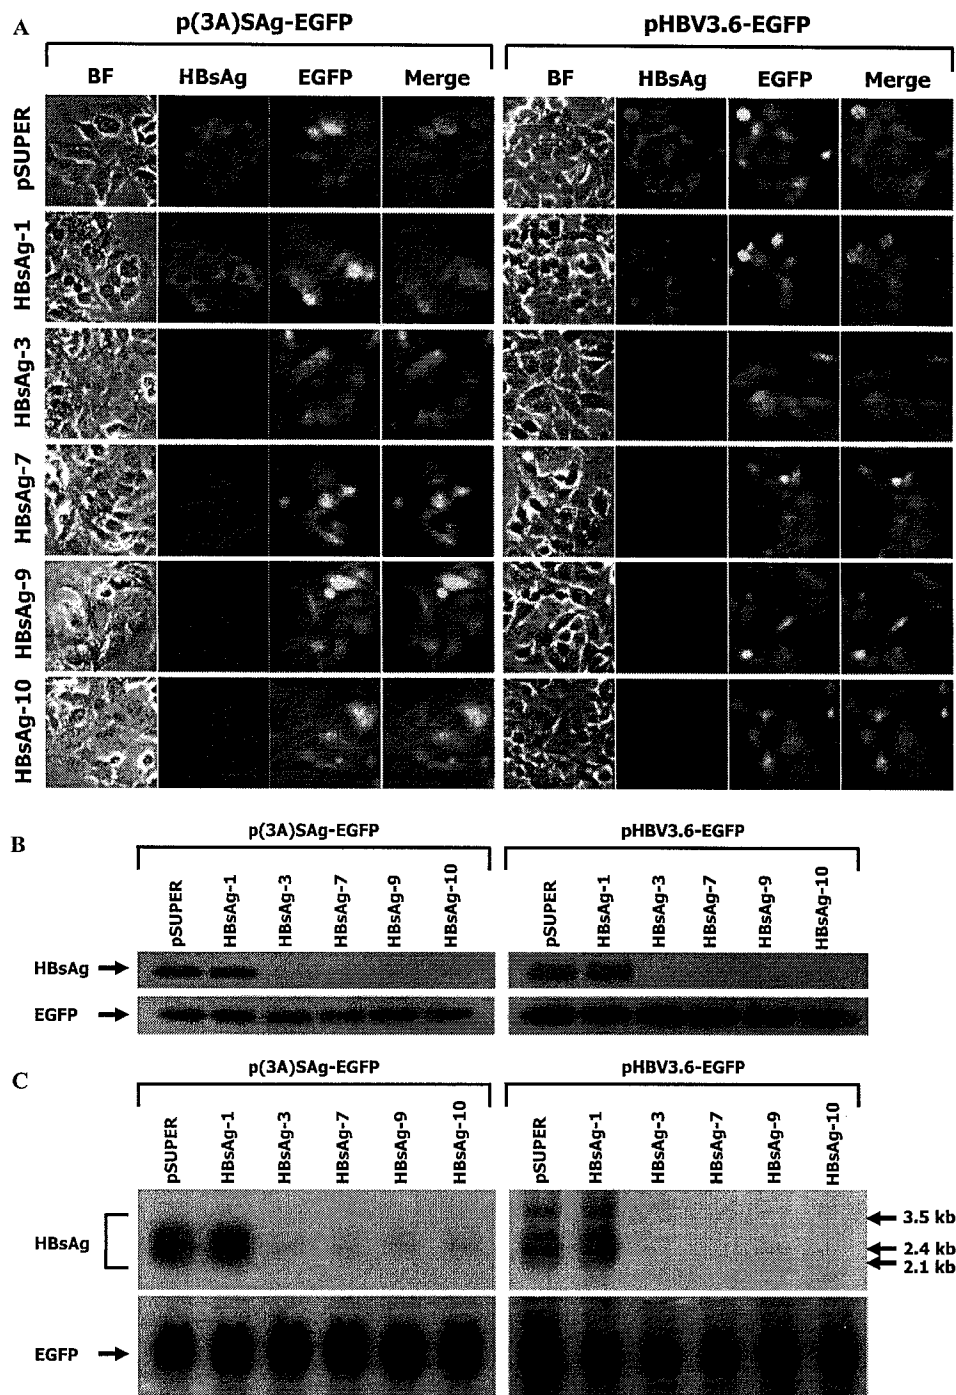 A
p(3A)SAg-EGFP pHBV3.6-EGFP
BF HBsAg EGFP Merge BF HBsAg EGFP Merge
pSUPER
HBsAg-1
HBsAg-3
HBsAg-7
HBsAg-9
HBsAg-10
B
p(3A)SAg-EGFP pHBV3.6-EGFP
pSUPER HBsAg-1 HBsAg-3 HBsAg-7 HBsAg-9 HBsAg-10 pSUPER HBsAg-1 HBsAg-3 HBsAg-7 HBsAg-9 HBsAg-10
HBsAg
EGFP
C
p(3A)SAg-EGFP pHBV3.6-EGFP
pSUPER HBsAg-1 HBsAg-3 HBsAg-7 HBsAg-9 HBsAg-10 pSUPER HBsAg-1 HBsAg-3 HBsAg-7 HBsAg-9 HBsAg-10
HBsAg
3.5 kb
2.4 kb
2.1 kb
EGFP